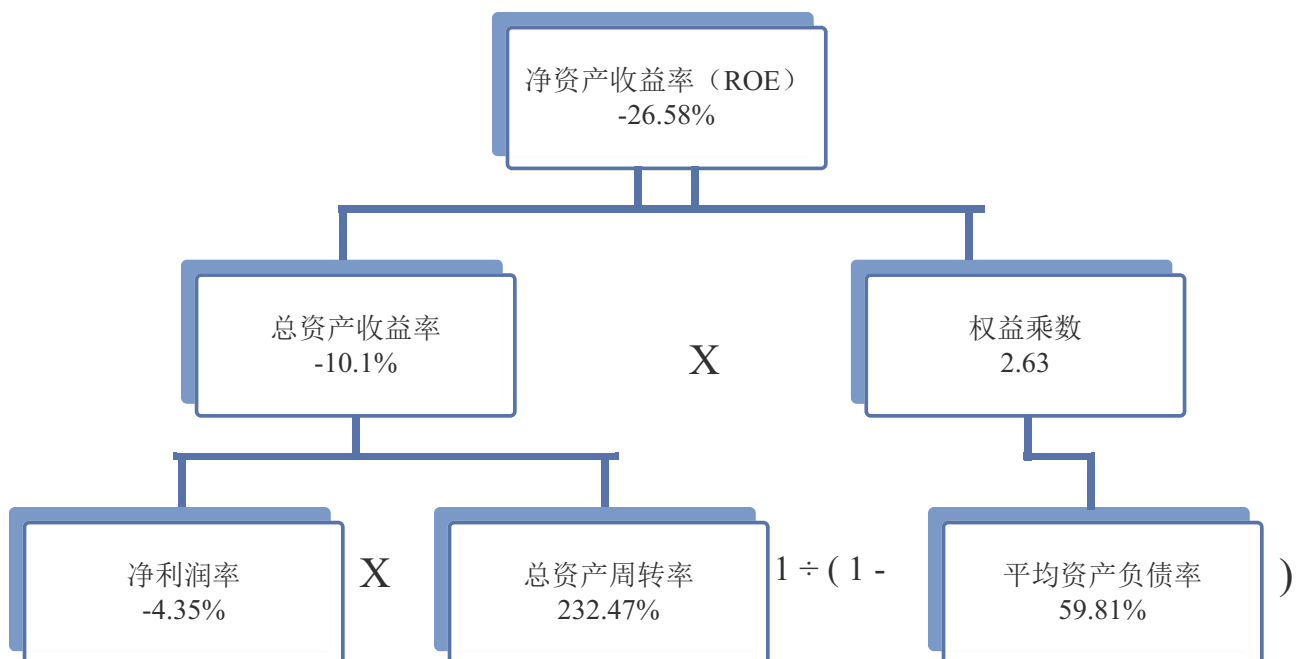 净资产收益率（ROE）
-26.58%
总资产收益率
-10.1%
X
权益乘数
2.63
净利润率
-4.35%
X
总资产周转率
232.47%
1 ÷ ( 1 -
平均资产负债率
59.81%
)